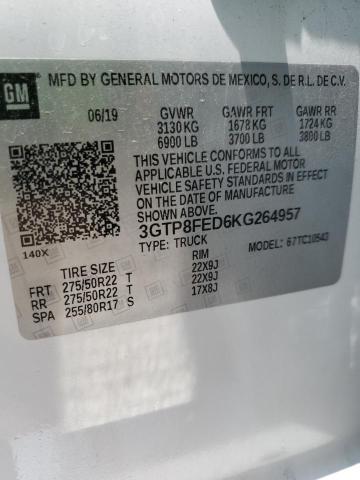 GM
MFD BY GENERAL MOTORS DE MEXICO, S. DE R.L. DE C.V.
06/19 GVWR GAWR FRT GAWR RR
3130 KG 1678 KG 1724 KG
6900 LB 3700 LB 3800 LB
THIS VEHICLE CONFORMS TO ALL
APPLICABLE U.S. FEDERAL MOTOR
VEHICLE SAFETY STANDARDS IN EFFECT
ON THE DATE OF MANUFACTURE
140X 3GTP8FED6KG264957
TYPE: TRUCK MODEL: 67TC10543
TIRE SIZE RIM
FRT 275/50R22 T 22X9J
RR 275/50R22 T 22X9J
SPA 255/80R17 S 17X8J